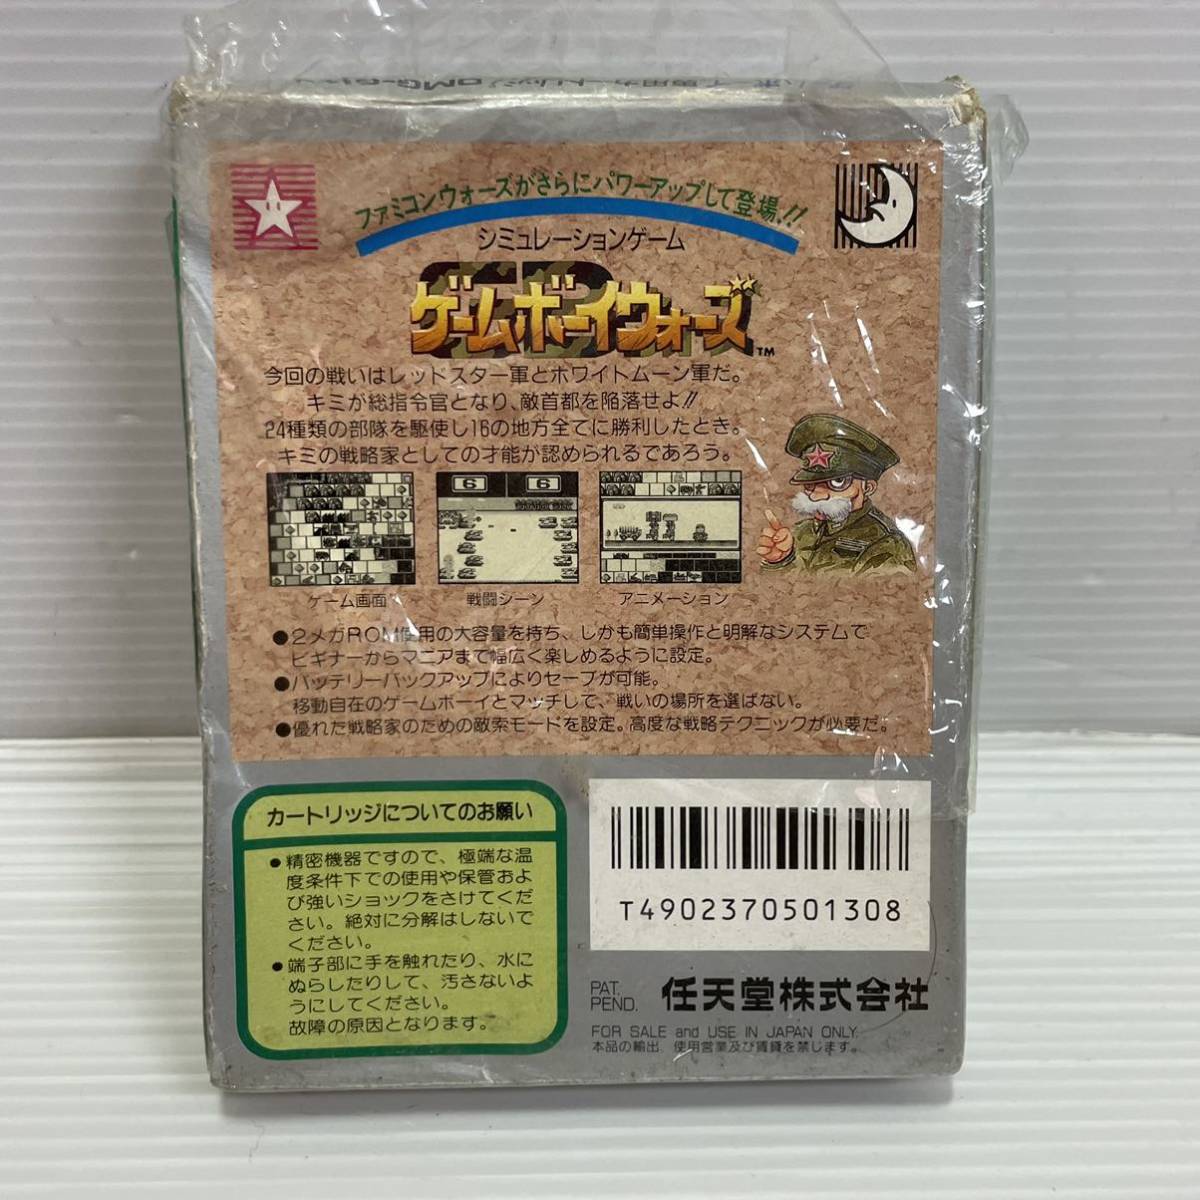 ファミコンウォーズがさらにパワーアップして登場!!
シミュレーションゲーム
ゲームボーイウォーズ
TM
今回の戦いはレッドスター軍とホワイトムーン軍だ。
キミが総指令官となり、敵首都を陥落せよ!!
24種類の部隊を駆使し16の地方全てに勝利したとき。
キミの戦略家としての才能が認められるであろう。
6 6
ゲーム画面 戦闘シーン アニメーション
●2メガROM使用の大容量を持ち、しかも簡単操作と明解なシステムで
ビギナーからマニアまで幅広く楽しめるように設定。
●バッテリーバックアップによりセーブが可能。
移動自在のゲームボーイとマッチして、戦いの場所を選ばない。
●優れた戦略家のための敵索モードを設定。高度な戦略テクニックが必要だ。
カートリッジについてのお願い
●精密機器ですので、極端な温
度条件下での使用や保管およ
び強いショックをさけてくだ
さい。絶対に分解はしないで
ください。
●端子部に手を触れたり、水に
ぬらしたりして、汚さないよ
うにしてください。
故障の原因となります。
T4902370501308
PAT.
PEND.
任天堂株式会社
FOR SALE and USE IN JAPAN ONLY.
本品の輸出、使用営業及び賃貸を禁じます。